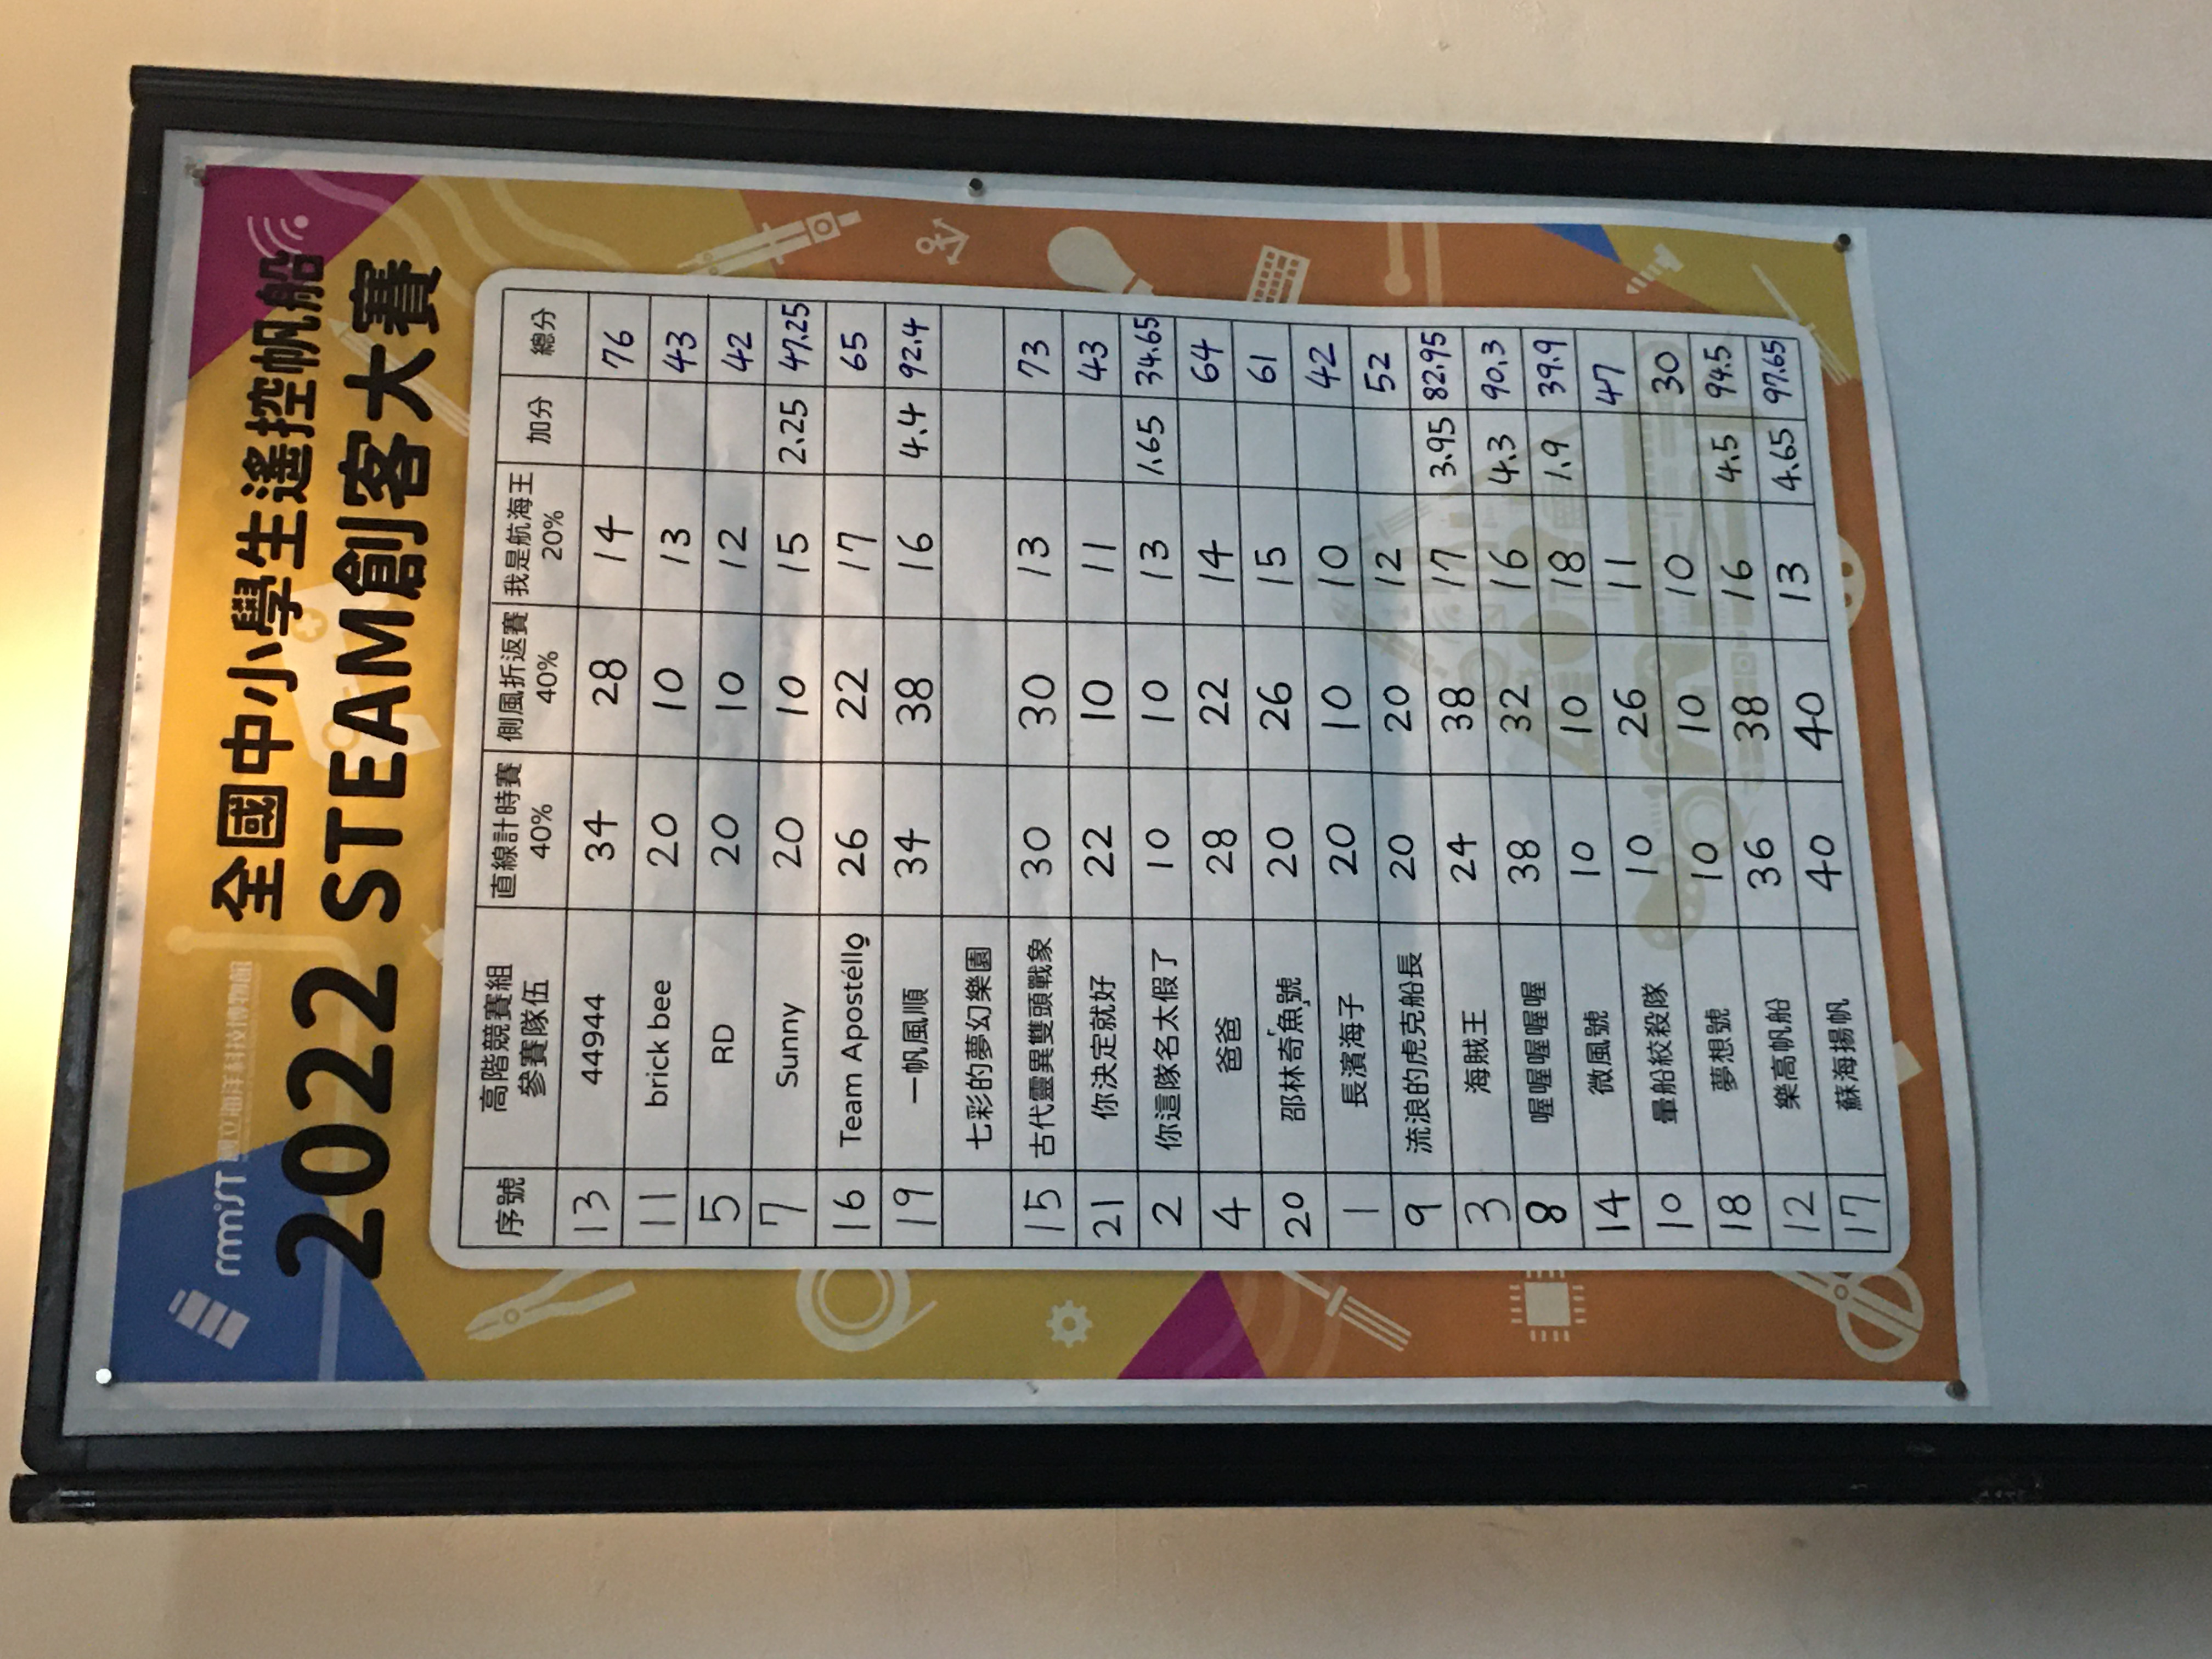 全國中小學生遙控帆船
2022 STEAM創客大賽
序號 高階競賽組 參賽隊伍 直線計時賽 40% 側風折返賽 40% 我是航海王 20% 加分 總分
13 44944 34 28 14 76
11 brick bee 20 10 13 43
5 RD 20 10 12 42
7 Sunny 20 10 15 2.25 47.25
16 Team Apostéllo 26 22 17 65
19 一帆風順 34 38 16 4.4 92.4
七彩的夢幻樂園
15 古代靈異雙頭戰象 30 30 13 73
21 你決定就好 22 10 11 43
2 你這隊名太假了 10 10 13 1.65 34.65
4 爸爸 28 22 14 64
20 邵林奇魚號 20 26 15 61
1 長濱海子 20 10 10 42
9 流浪的虎克船長 20 20 12 52
3 海賊王 24 38 17 3.95 82.95
8 喔喔喔喔喔 38 32 16 4.3 90.3
14 微風號 10 10 18 1.9 39.9
10 暈船絞殺隊 10 26 11 47
18 夢想號 10 10 10 30
12 樂高帆船 36 38 16 4.5 94.5
17 蘇海揚帆 40 40 13 4.65 97.65